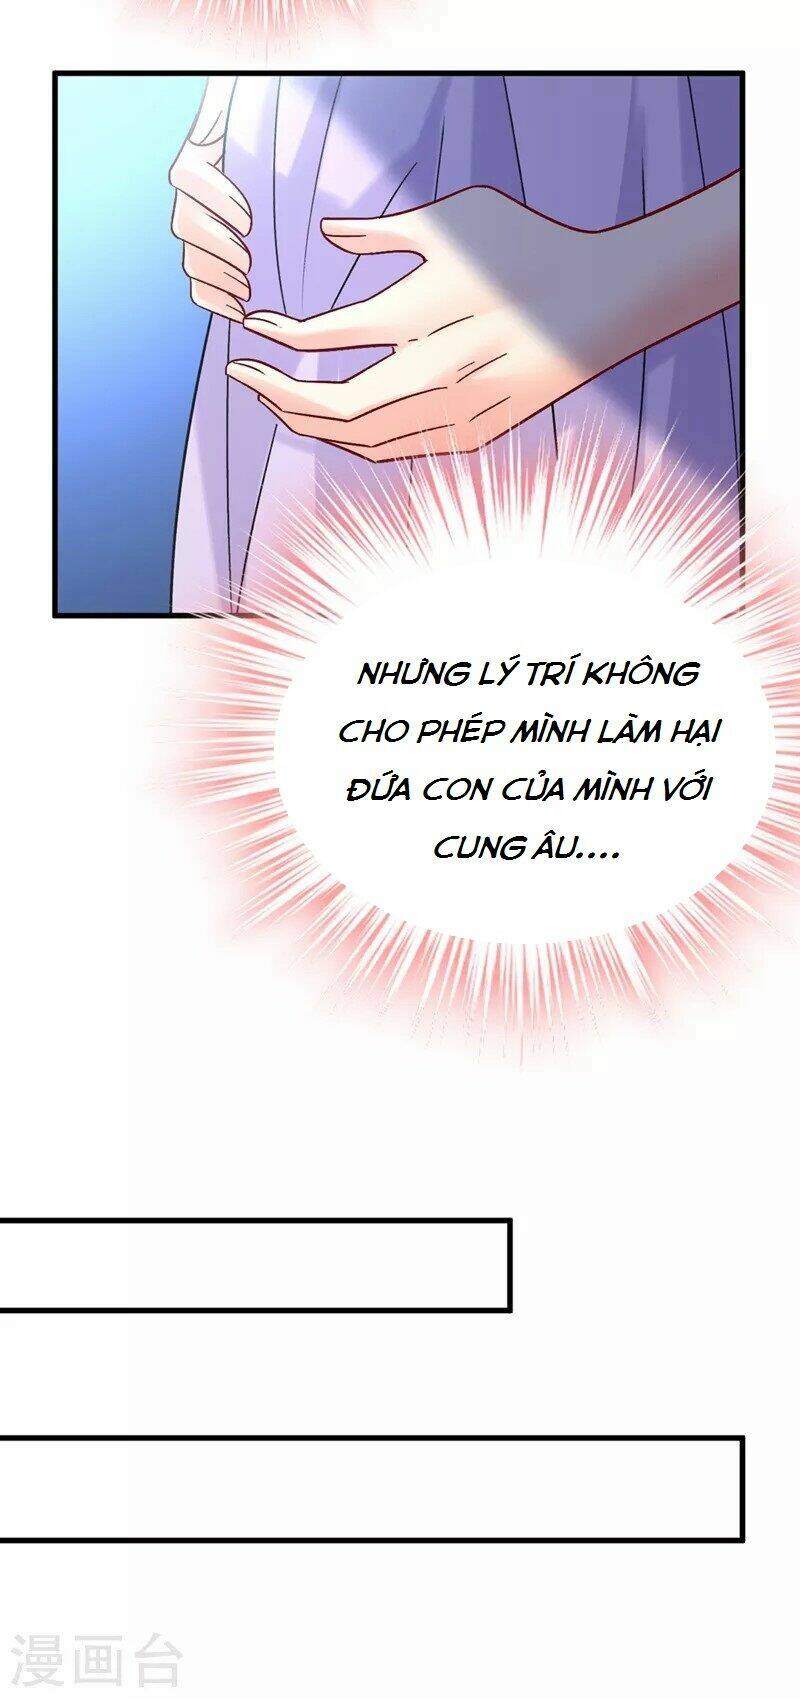 NHƯNG LÝ TRÍ KHÔNG
CHO PHÉP MÌNH LÀM HẠI
ĐỨA CON CỦA MÌNH VỚI
CUNG ÂU....
漫画台